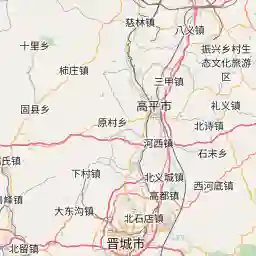 慈林镇
八义镇
十里乡
振兴乡村生
态文化旅游
区
柿庄镇
三甲镇
高平市
礼义镇
固县乡
原村乡
北诗镇
河西镇
石末乡
氏镇
下村镇
北义城镇
西河底镇
高都镇
峰镇
大东沟镇
北石店镇
晋城市
北留镇